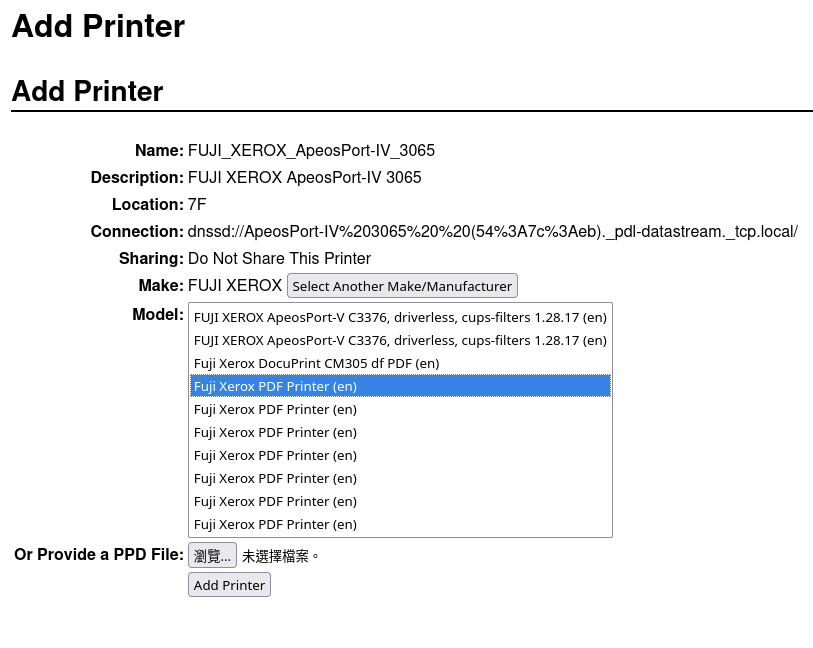 Add Printer
Add Printer
Name: FUJI_XEROX_ApeosPort-IV_3065
Description: FUJI XEROX ApeosPort-IV 3065
Location: 7F
Connection: dnssd://ApeosPort-IV%203065%20%20(54%3A7c%3Aeb)._pdl-datastream._tcp.local/
Sharing: Do Not Share This Printer
Make: FUJI XEROX Select Another Make/Manufacturer
Model: FUJI XEROX ApeosPort-V C3376, driverless, cups-filters 1.28.17 (en)
FUJI XEROX ApeosPort-V C3376, driverless, cups-filters 1.28.17 (en)
Fuji Xerox DocuPrint CM305 df PDF (en)
Fuji Xerox PDF Printer (en)
Fuji Xerox PDF Printer (en)
Fuji Xerox PDF Printer (en)
Fuji Xerox PDF Printer (en)
Fuji Xerox PDF Printer (en)
Fuji Xerox PDF Printer (en)
Fuji Xerox PDF Printer (en)
Or Provide a PPD File: 瀏覽... 未選擇檔案。
Add Printer